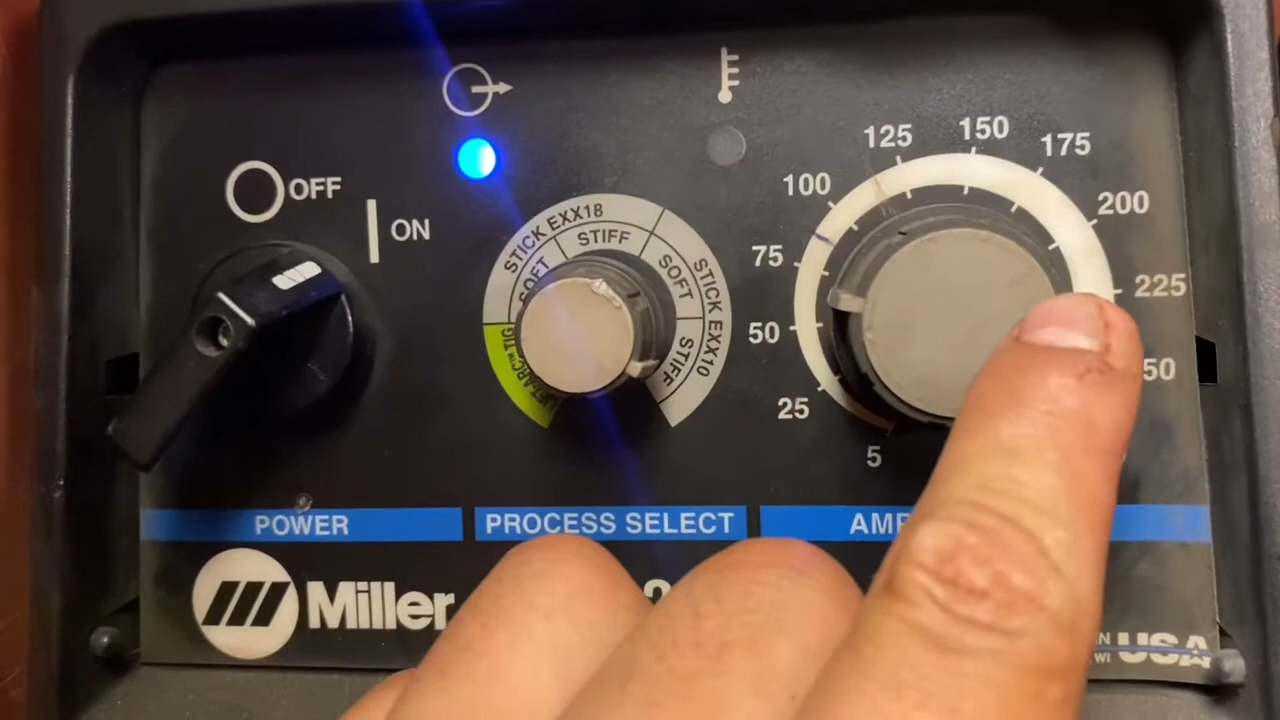 OFF
ON
STICK EXX18
SOFT
STIFF
STICK EXX10
SOFT
STIFF
5
25
50
75
100
125
150
175
200
225
50
POWER
PROCESS SELECT
AMP
Miller
2
USA